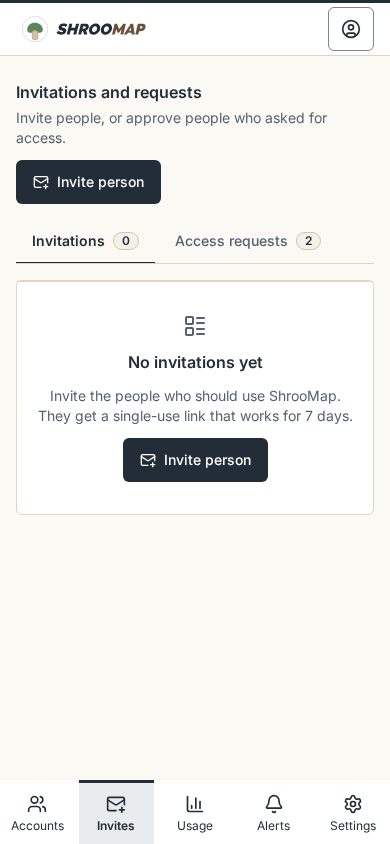 SHROOMAP
Invitations and requests
Invite people, or approve people who asked for
access.
Invite person
Invitations 0 Access requests 2
No invitations yet
Invite the people who should use ShrooMap.
They get a single-use link that works for 7 days.
Invite person
Accounts Invites Usage Alerts Settings